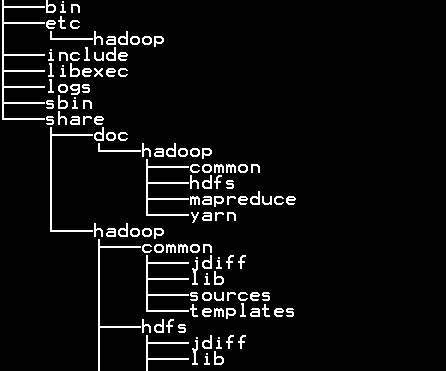 bin
etc
hadoop
include
libexec
logs
sbin
share
doc
hadoop
common
hdfs
mapreduce
yarn
hadoop
common
jdiff
lib
sources
templates
hdfs
jdiff
lib